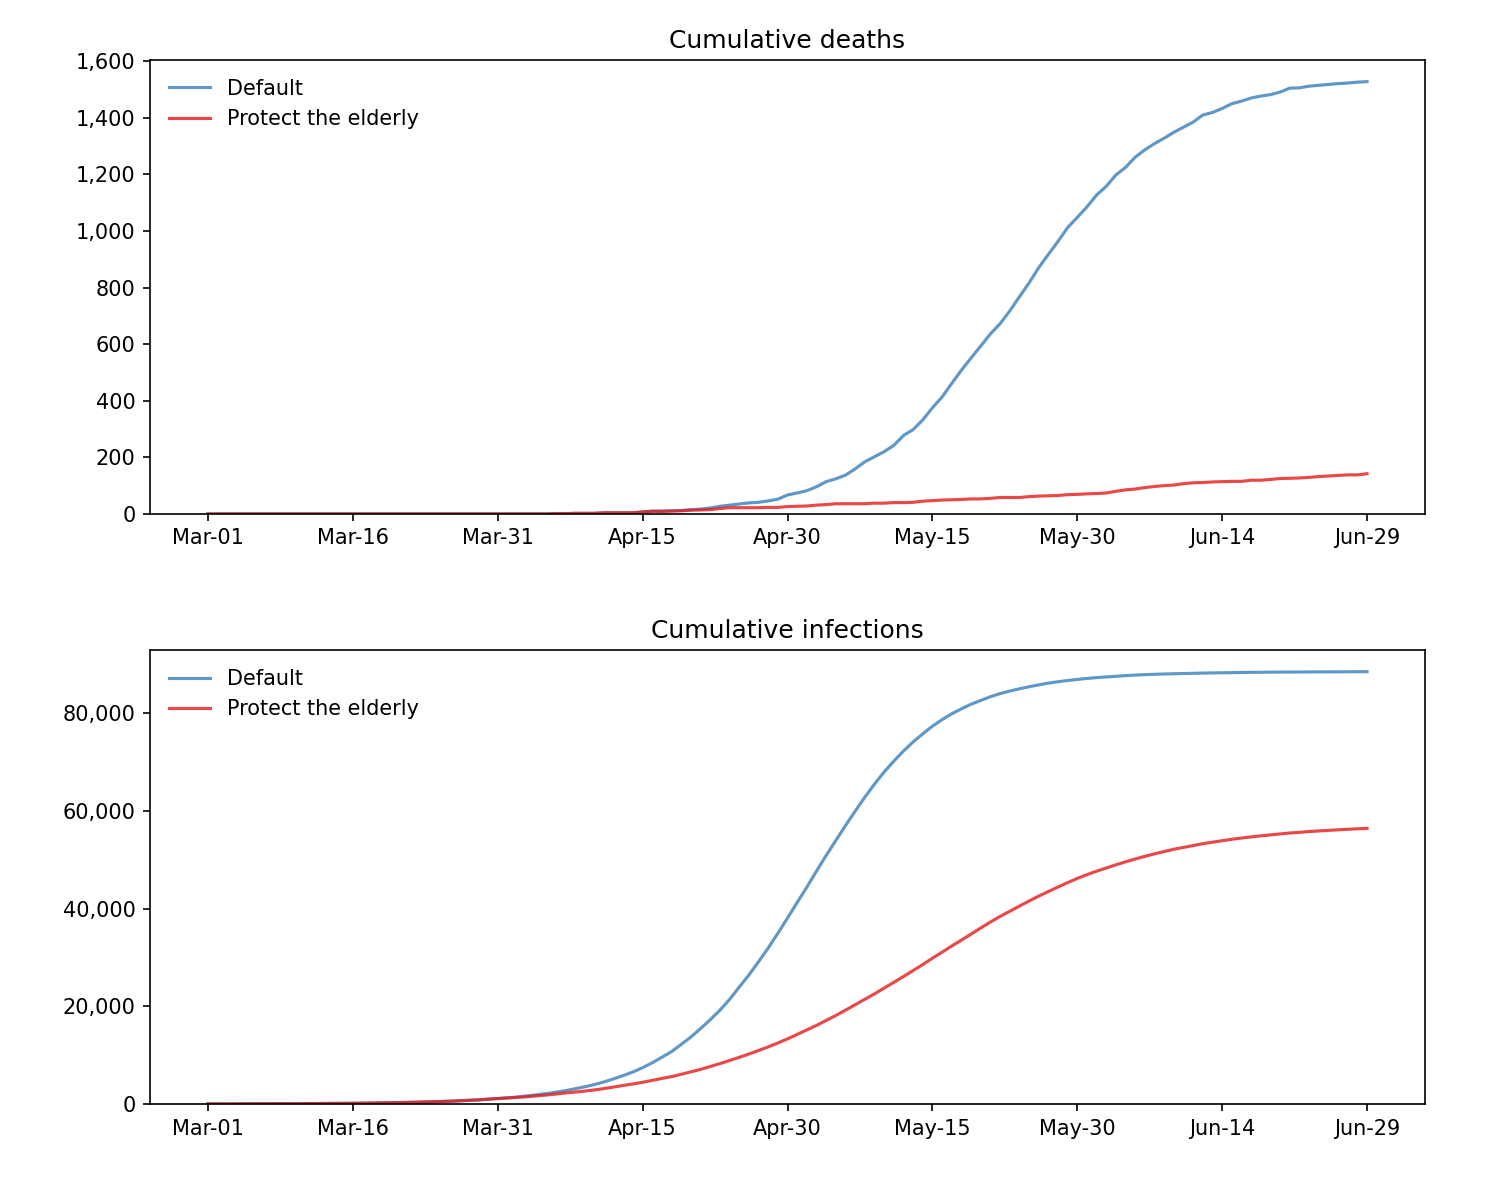 Cumulative deaths
1,600
1,400
1,200
1,000
800
600
400
200
0
Default
Protect the elderly
Mar-01 Mar-16 Mar-31 Apr-15 Apr-30 May-15 May-30 Jun-14 Jun-29
Cumulative infections
Default
Protect the elderly
80,000
60,000
40,000
20,000
0
Mar-01 Mar-16 Mar-31 Apr-15 Apr-30 May-15 May-30 Jun-14 Jun-29